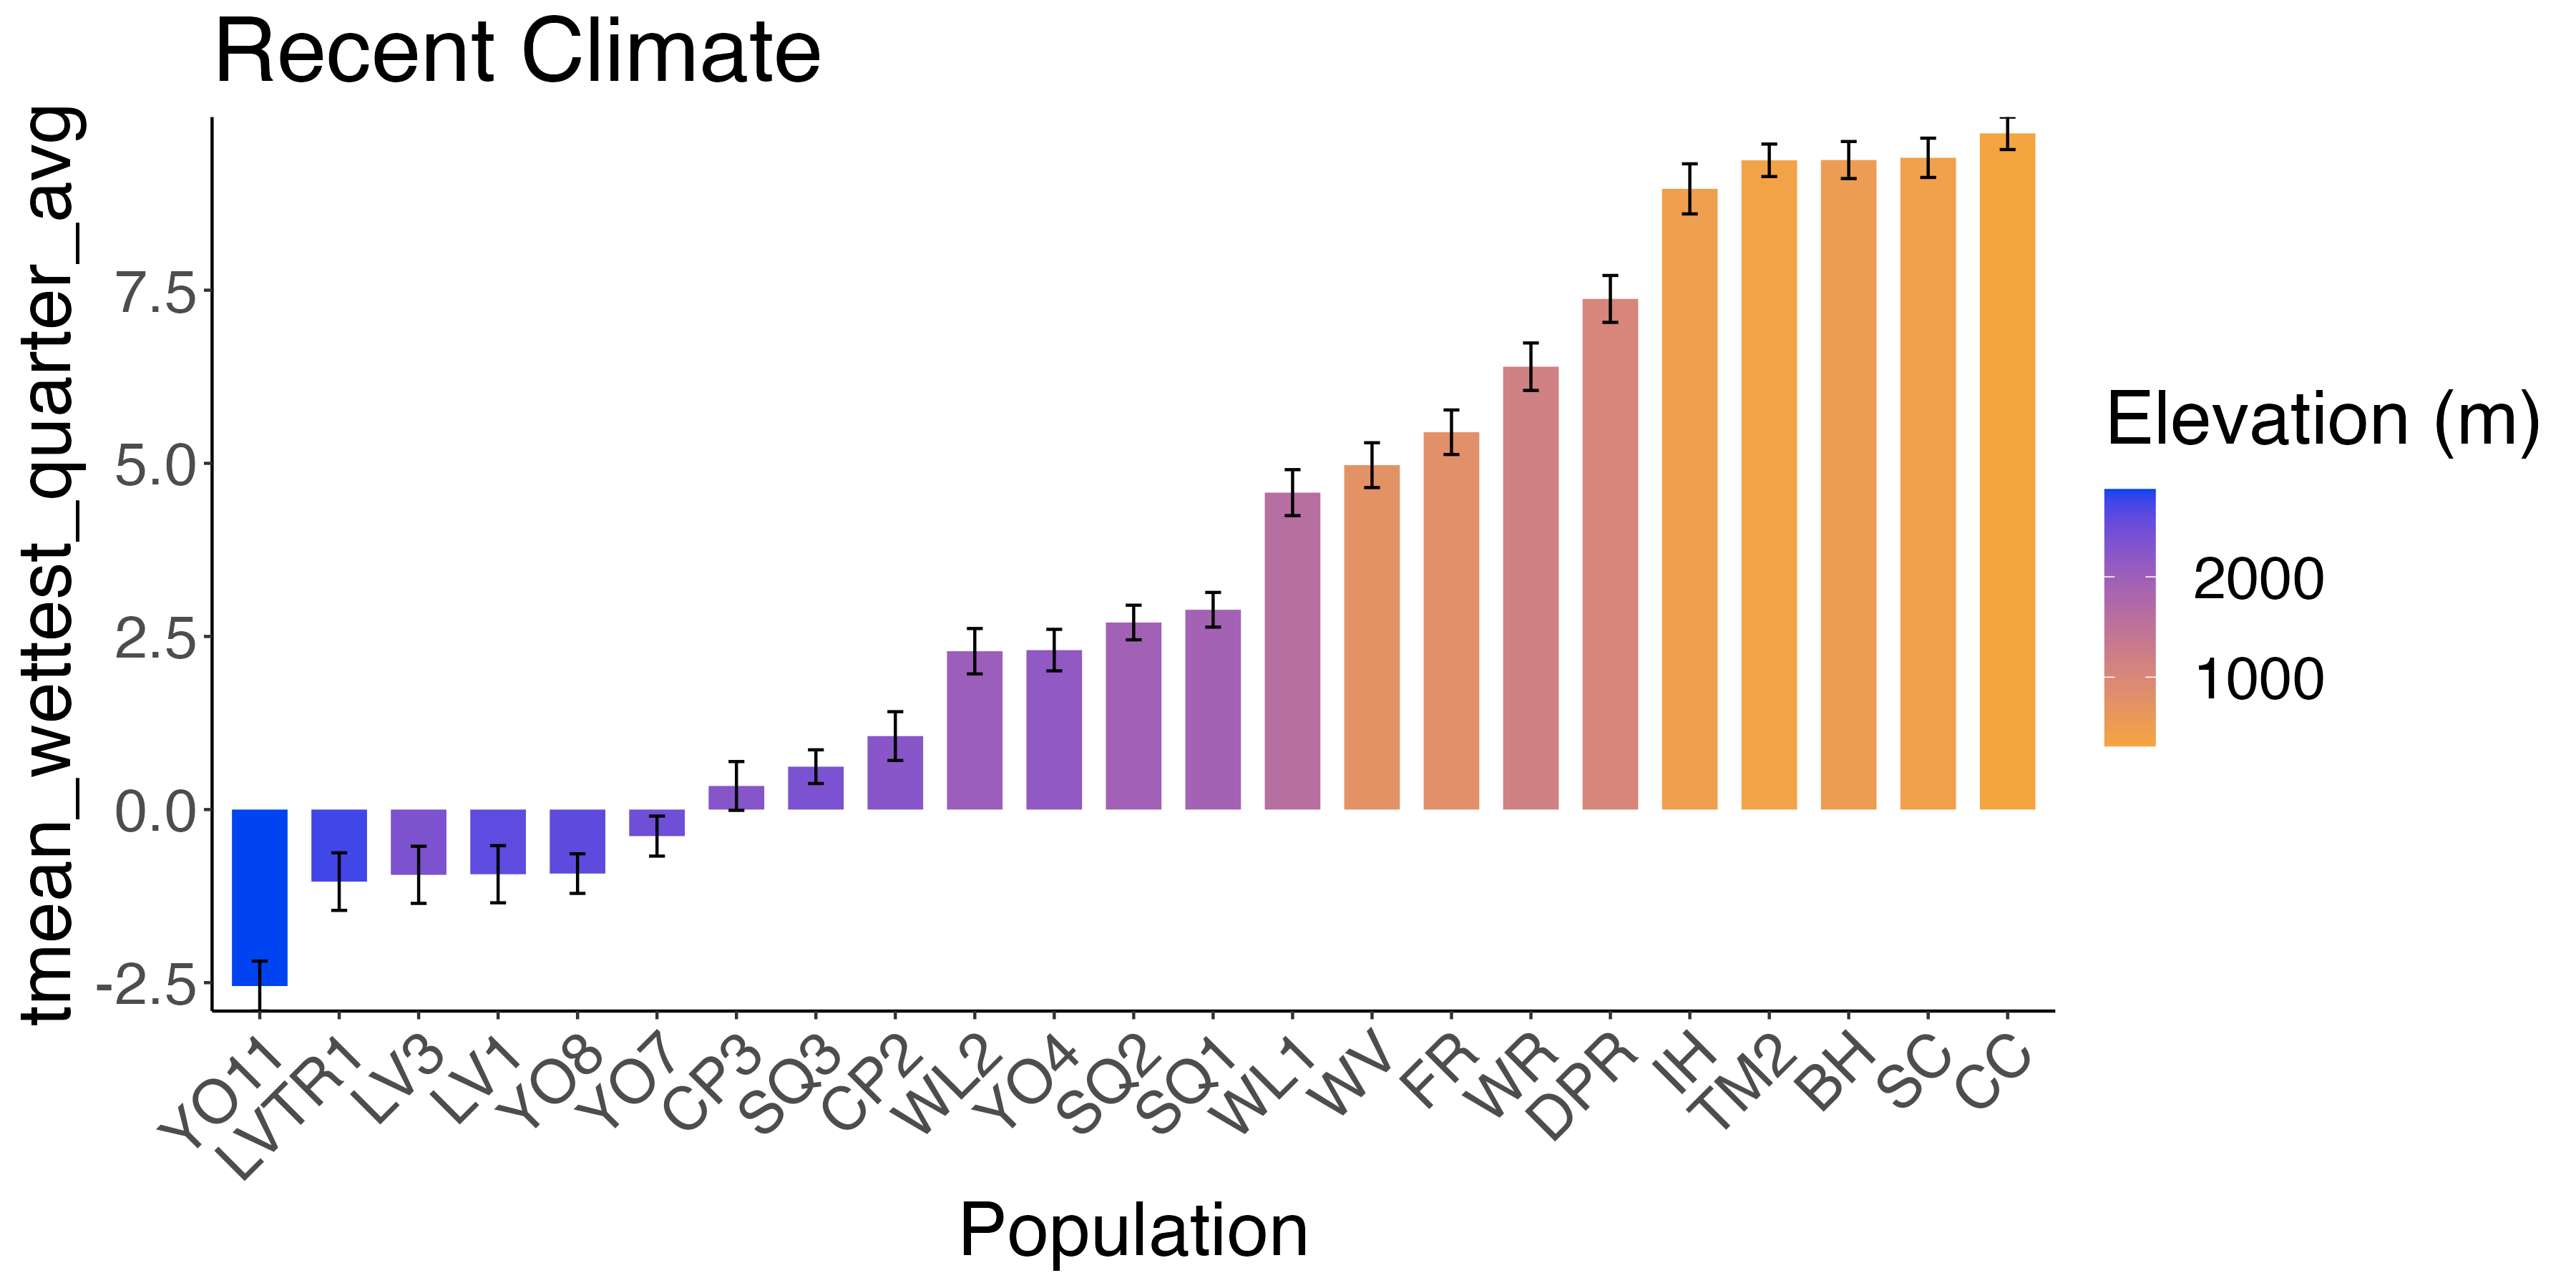 Recent Climate
tmean_wettest_quarter_avg
7.5
5.0
2.5
0.0
-2.5
YO11
LVTR1
LV3
LV1
YO8
YO7
CP3
SQ3
CP2
WL2
YO4
SQ2
SQ1
WL1
WV
FR
WR
DPR
IH
TM2
BH
SC
CC
Population
Elevation (m)
2000
1000